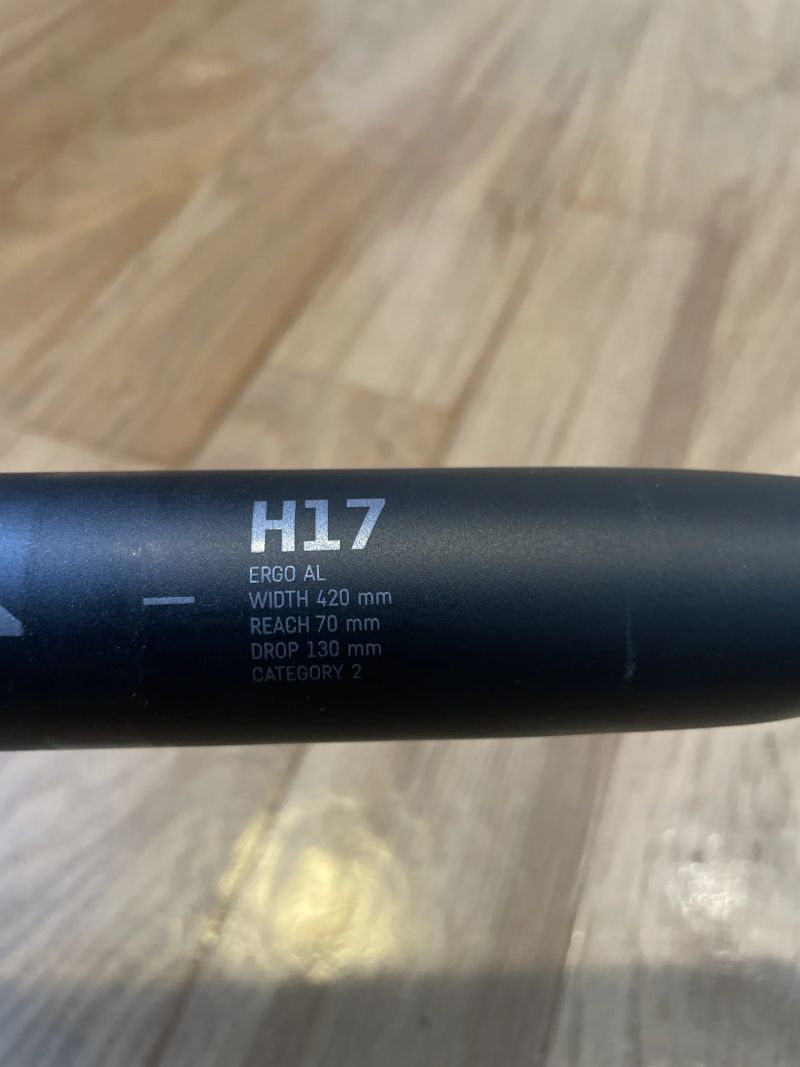 H17
ERGO AL
WIDTH 420 mm
REACH 70 mm
DROP 130 mm
CATEGORY 2